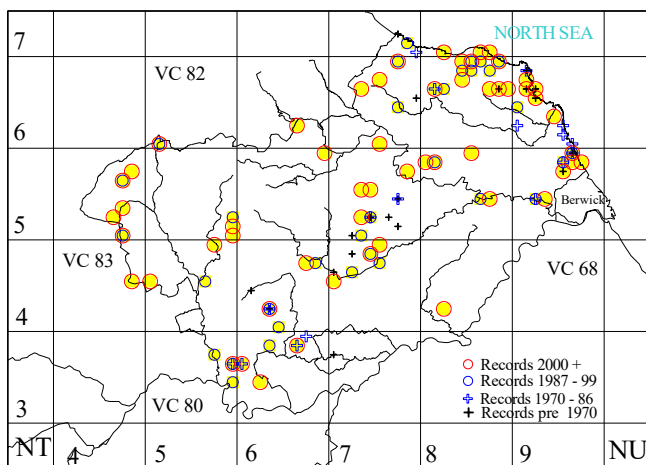 7
NORTH SEA
VC 82
6
5
Berwick
VC 83
VC 68
4
Records 2000 +
Records 1987 - 99
Records 1970 - 86
VC 80
Records pre 1970
3
NT 4 5 6 7 8 9 NU